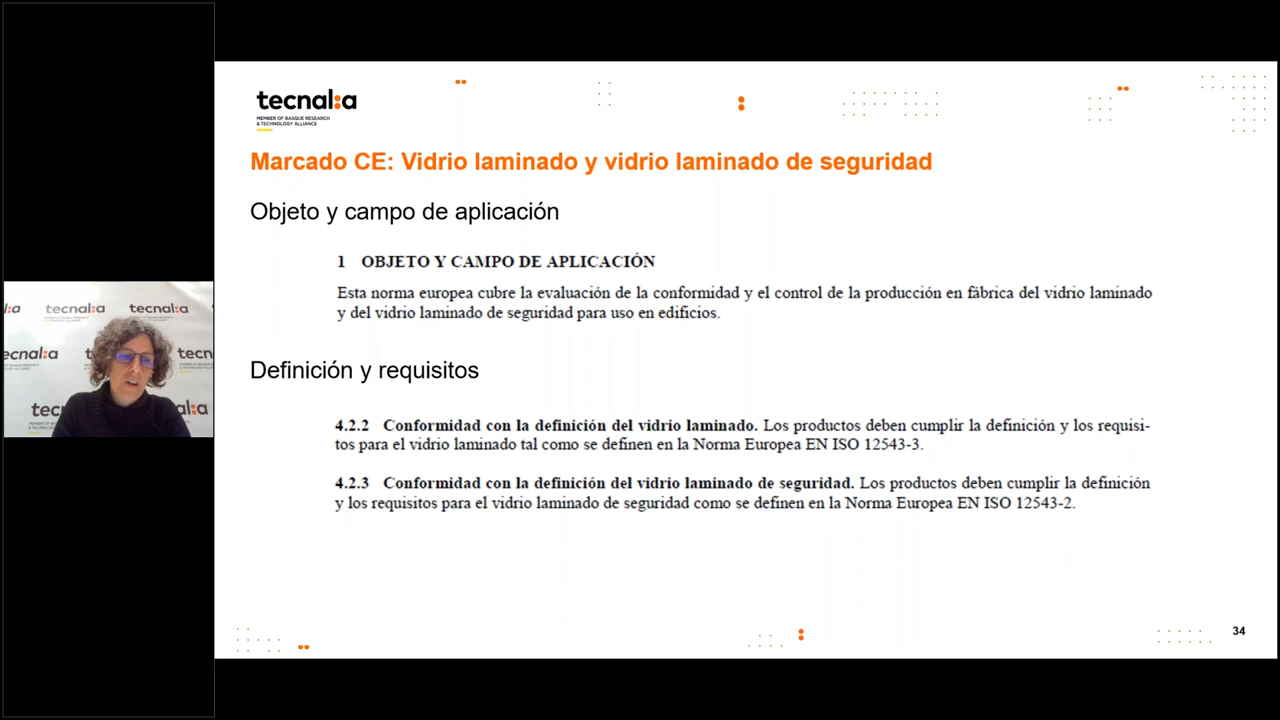 tecnalia
MEMBER OF BASQUE RESEARCH
& TECHNOLOGY ALLIANCE
Marcado CE: Vidrio laminado y vidrio laminado de seguridad
Objeto y campo de aplicación
1 OBJETO Y CAMPO DE APLICACIÓN
Esta norma europea cubre la evaluación de la conformidad y el control de la producción en fábrica del vidrio laminado
y del vidrio laminado de seguridad para uso en edificios.
Definición y requisitos
4.2.2 Conformidad con la definición del vidrio laminado. Los productos deben cumplir la definición y los requisi-
tos para el vidrio laminado tal como se definen en la Norma Europea EN ISO 12543-3.
4.2.3 Conformidad con la definición del vidrio laminado de seguridad. Los productos deben cumplir la definición
y los requisitos para el vidrio laminado de seguridad como se definen en la Norma Europea EN ISO 12543-2.
34
tecnalia
tecnalia